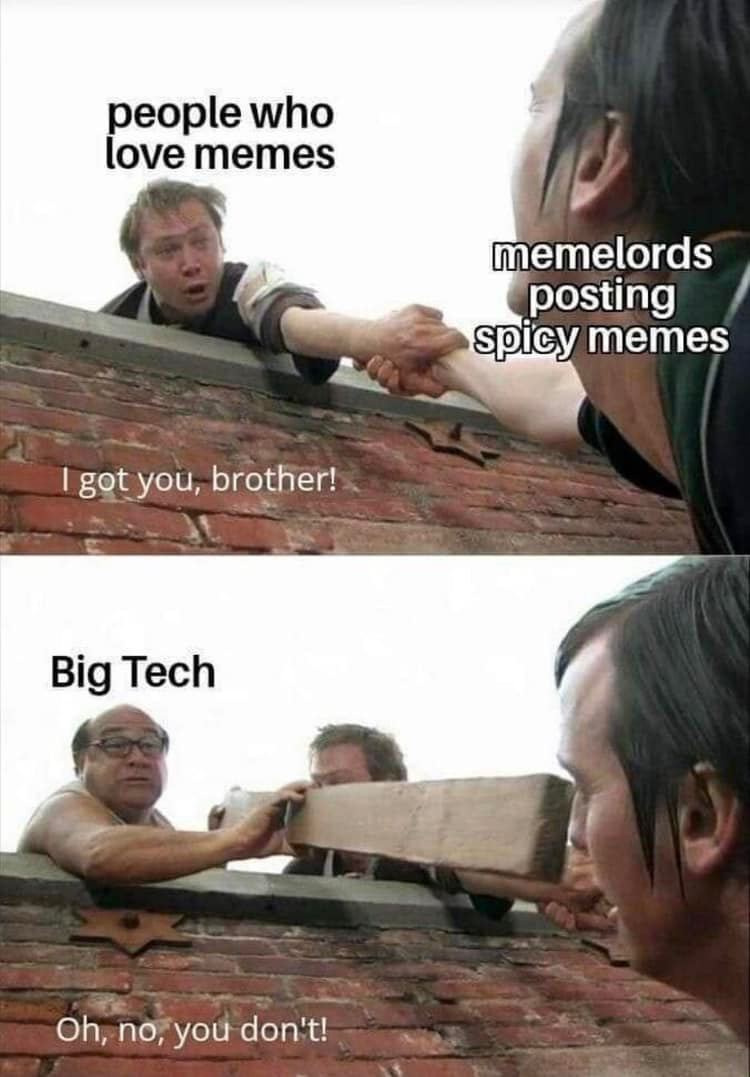 people who
love memes
memelords
posting
spicy memes
I got you, brother!
Big Tech
Oh, no, you don't!